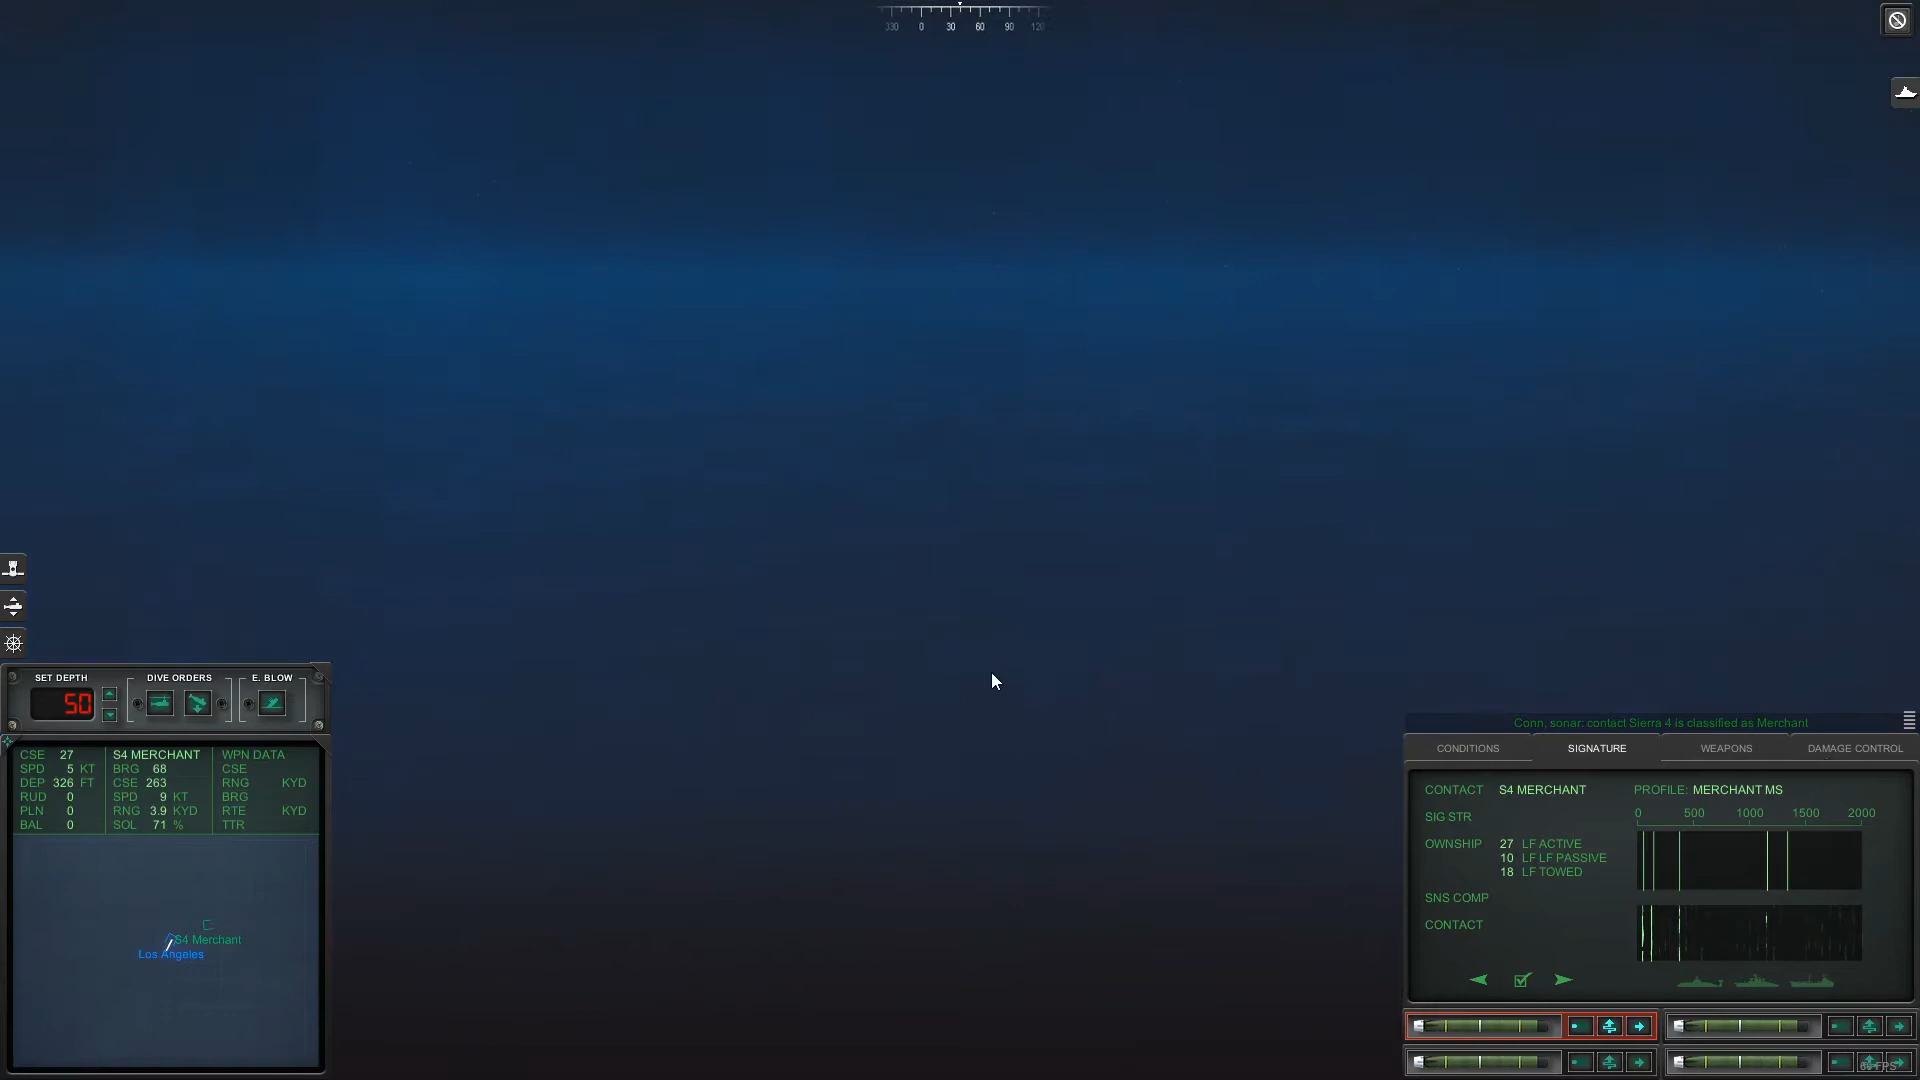 330 0 30 60 90 120
SET DEPTH DIVE ORDERS E. BLOW
50
CSE 27 S4 MERCHANT WPN DATA
SPD 5 KT BRG 68 CSE
DEP 326 FT CSE 263 RNG KYD
RUD 0 SPD 9 KT BRG
PLN 0 RNG 3.9 KYD RTE KYD
BAL 0 SOL 71 % TTR
S4 Merchant
Los Angeles
Conn, sonar: contact Sierra 4 is classified as Merchant
CONDITIONS SIGNATURE WEAPONS DAMAGE CONTROL
CONTACT S4 MERCHANT PROFILE: MERCHANT MS
SIG STR 0 500 1000 1500 2000
OWNSHIP 27 LF ACTIVE
10 LF LF PASSIVE
18 LF TOWED
SNS COMP
CONTACT